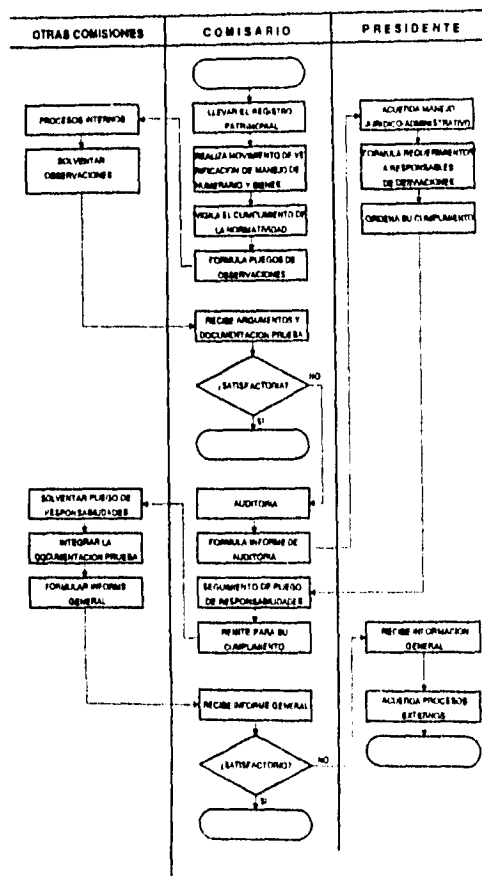 OTRAS COMISIONES
COMISARIO
PRESIDENTE
LLEVAR EL REGISTRO
PATRIMONIAL
REALIZA MOVIMIENTO DE VE
RIFICACION DE MANEJO DE
NUMERARIO Y BIENES
VIGILA EL CUMPLIMIENTO DE
LA NORMATIVIDAD
FORMULA PLIEGOS DE
OBSERVACIONES
PROCESOS INTERNOS
SOLVENTAR
OBSERVACIONES
RECIBE ARGUMENTOS Y
DOCUMENTACION PRUEBA
¿SATISFACTORIA?
NO
SI
AUDITORIA
FORMULA INFORME DE
AUDITORIA
ACUERDA MANEJO
JURIDICO-ADMINISTRATIVO
FORMULA REQUERIMIENTOS
A RESPONSABLES
DE DERIVACIONES
ORDENA SU CUMPLIMIENTO
SEGUIMIENTO DE PLIEGO
DE RESPONSABILIDADES
REMITE PARA SU
CUMPLIMIENTO
SOLVENTAR PLIEGO DE
RESPONSABILIDADES
INTEGRAR LA
DOCUMENTACION PRUEBA
FORMULAR INFORME
GENERAL
RECIBE INFORME GENERAL
¿SATISFACTORIO?
NO
SI
RECIBE INFORMACION
GENERAL
ACUERDA PROCESOS
EXTERNOS